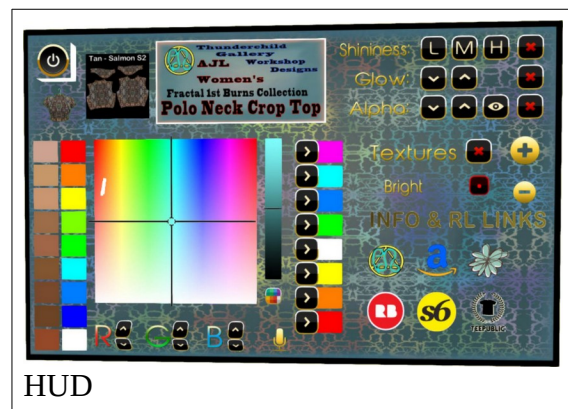 Tan - Salmon S2
Thunderchild
Gallery
AJL Workshop
Designs
Women's
Fractal 1st Burns Collection
Polo Neck Crop Top
Shininess: L M H
Glow:
Alpha:
Textures
Bright
INFO & RL LINKS
a
RB s6 TEEPUBLIC
R G B
HUD